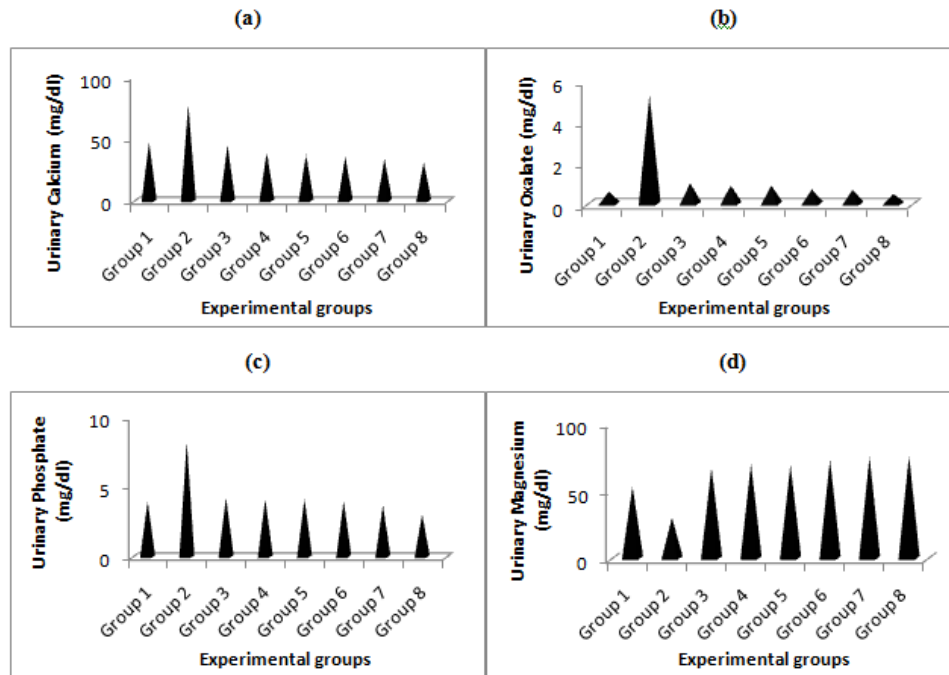 (a)
Urinary Calcium (mg/dl)
100
50
0
Group 1
Group 2
Group 3
Group 4
Group 5
Group 6
Group 7
Group 8
Experimental groups
(b)
Urinary Oxalate (mg/dl)
6
4
2
0
Group 1
Group 2
Group 3
Group 4
Group 5
Group 6
Group 7
Group 8
Experimental groups
(c)
Urinary Phosphate
(mg/dl)
10
5
0
Group 1
Group 2
Group 3
Group 4
Group 5
Group 6
Group 7
Group 8
Experimental groups
(d)
Urinary Magnesium
(mg/dl)
100
50
0
Group 1
Group 2
Group 3
Group 4
Group 5
Group 6
Group 7
Group 8
Experimental groups